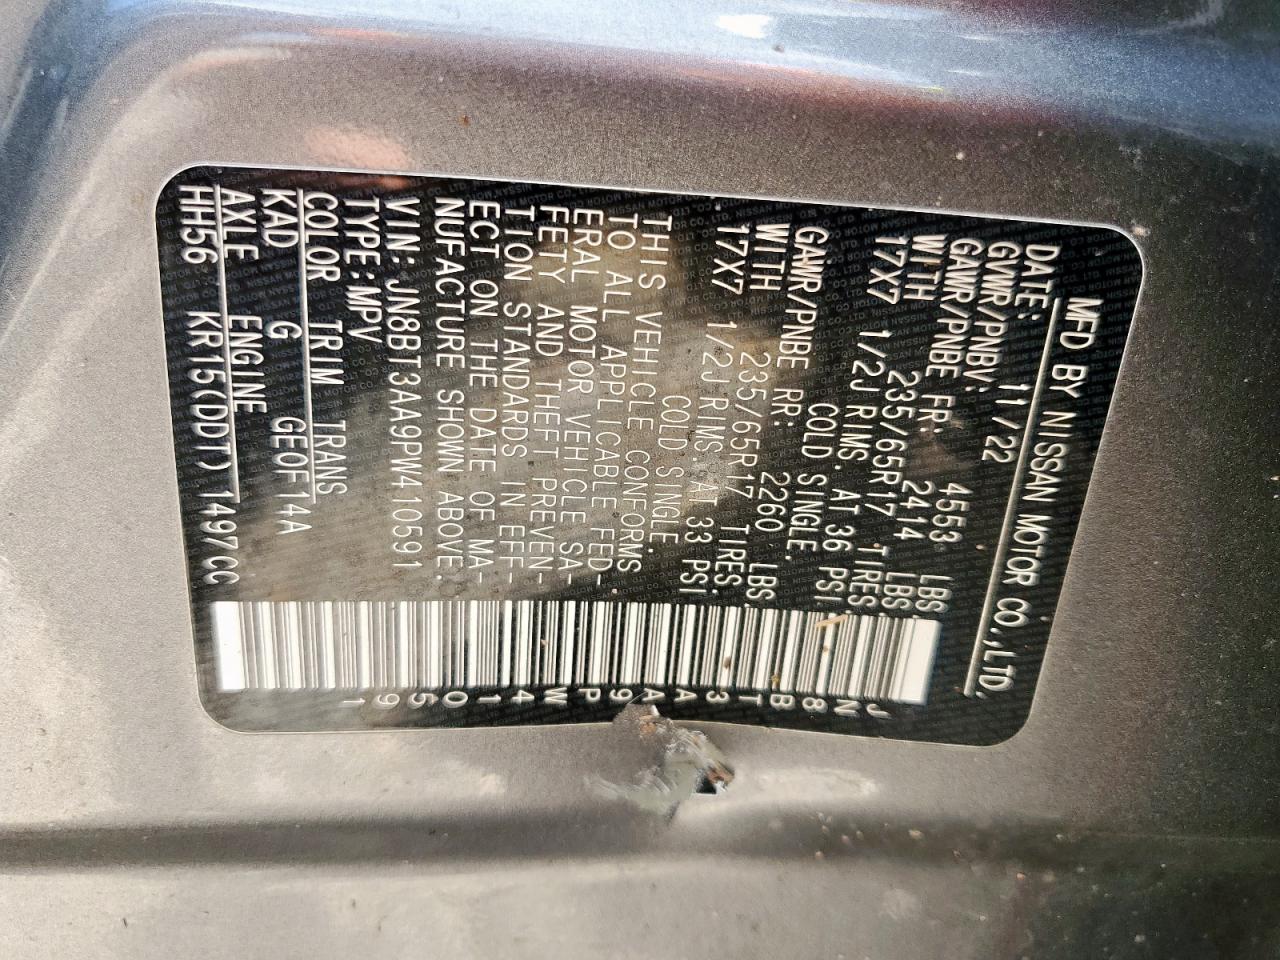 MFD BY NISSAN MOTOR CO.,LTD.
DATE: 11/22
GVWR/PNBV: 4553 LBS.
GAWR/PNBE FR: 2414 LBS.
WITH 235/65R17 TIRES.
17X7 1/2J RIMS. AT 36 PSI.
COLD SINGLE.
GAWR/PNBE RR: 2260 LBS.
WITH 235/65R17 TIRES.
17X7 1/2J RIMS. AT 33 PSI.
COLD SINGLE.
THIS VEHICLE CONFORMS
TO ALL APPLICABLE FED-
ERAL MOTOR VEHICLE SA-
FETY AND THEFT PREVEN-
TION STANDARDS IN EFF-
ECT ON THE DATE OF MA-
NUFACTURE SHOWN ABOVE.
VIN: JN8BT3AA9PW410591
TYPE:MPV
COLOR TRIM TRANS
KAD G GE0F14A
AXLE ENGINE
HH56 KR15(DDT) 1497CC
JN8BT3AA9PW410591